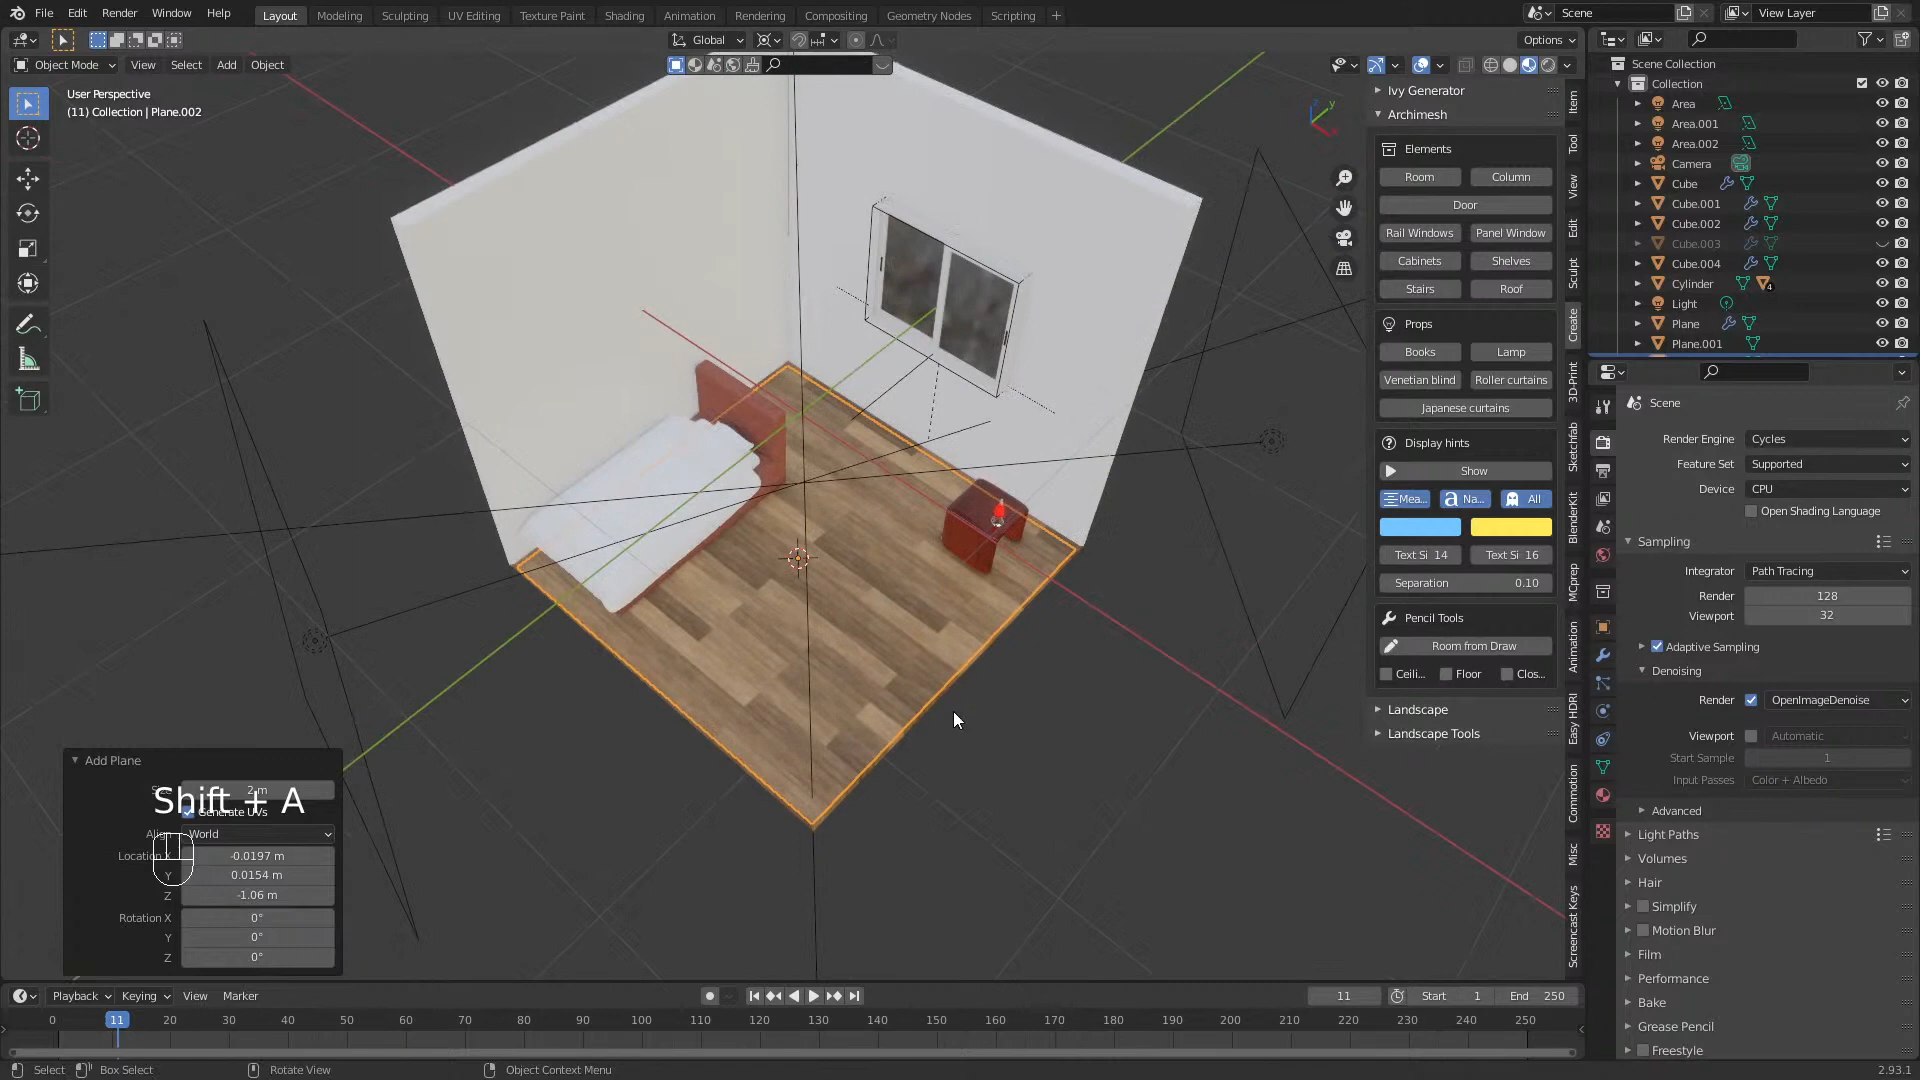 File Edit Render Window Help
Layout Modeling Sculpting UV Editing Texture Paint Shading Animation Rendering Compositing Geometry Nodes Scripting
Scene
View Layer
Global
Options
Object Mode View Select Add Object
User Perspective
(11) Collection | Plane.002
Ivy Generator
Archimesh
Elements
Room Column
Door
Rail Windows Panel Window
Cabinets Shelves
Stairs Roof
Props
Books Lamp
Venetian blind Roller curtains
Japanese curtains
Display hints
Show
Mea... Na... All
Text Si 14 Text Si 16
Separation 0.10
Pencil Tools
Room from Draw
Ceili... Floor Clos...
Landscape
Landscape Tools
Item
Tool
View
Edit
Sculpt
Create
3D-Print
Sketchfab
BlenderKit
MCprep
Animation
Easy HDRI
Commotion
Misc
Screencast Keys
Scene Collection
Collection
Area
Area.001
Area.002
Camera
Cube
Cube.001
Cube.002
Cube.003
Cube.004
Cylinder 4
Light
Plane
Plane.001
Scene
Render Engine Cycles
Feature Set Supported
Device CPU
Open Shading Language
Sampling
Integrator Path Tracing
Render 128
Viewport 32
Adaptive Sampling
Denoising
Render OpenImageDenoise
Viewport Automatic
Start Sample 1
Input Passes Color + Albedo
Advanced
Light Paths
Volumes
Hair
Simplify
Motion Blur
Film
Performance
Bake
Grease Pencil
Freestyle
Add Plane
2 m
Shift + A
Generate UVs
World
Location X -0.0197 m
Y 0.0154 m
Z -1.06 m
Rotation X 0°
Y 0°
Z 0°
Playback Keying View Marker
11 Start 1 End 250
0 11 20 30 40 50 60 70 80 90 100 110 120 130 140 150 160 170 180 190 200 210 220 230 240 250
Select Box Select Rotate View Object Context Menu
2.93.1